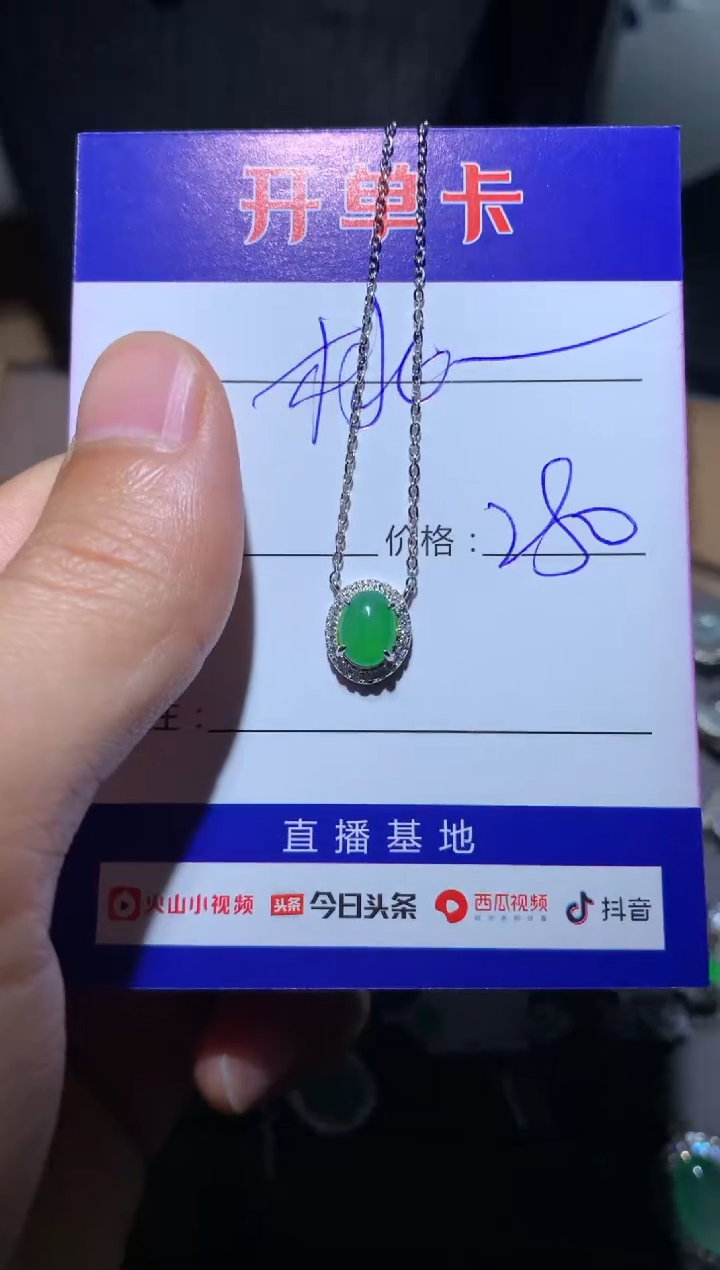 开单卡
价格：280
注：
直播基地
火山小视频 头条 今日头条 西瓜视频 抖音